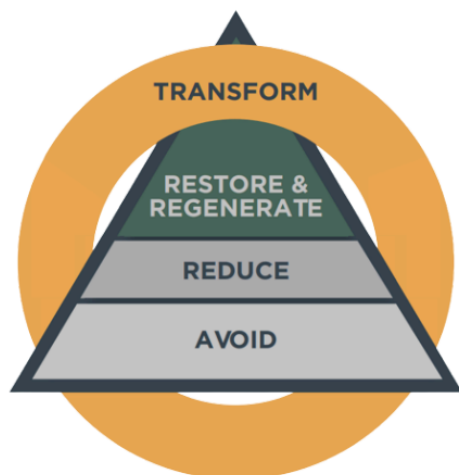 TRANSFORM
RESTORE &
REGENERATE
REDUCE
AVOID